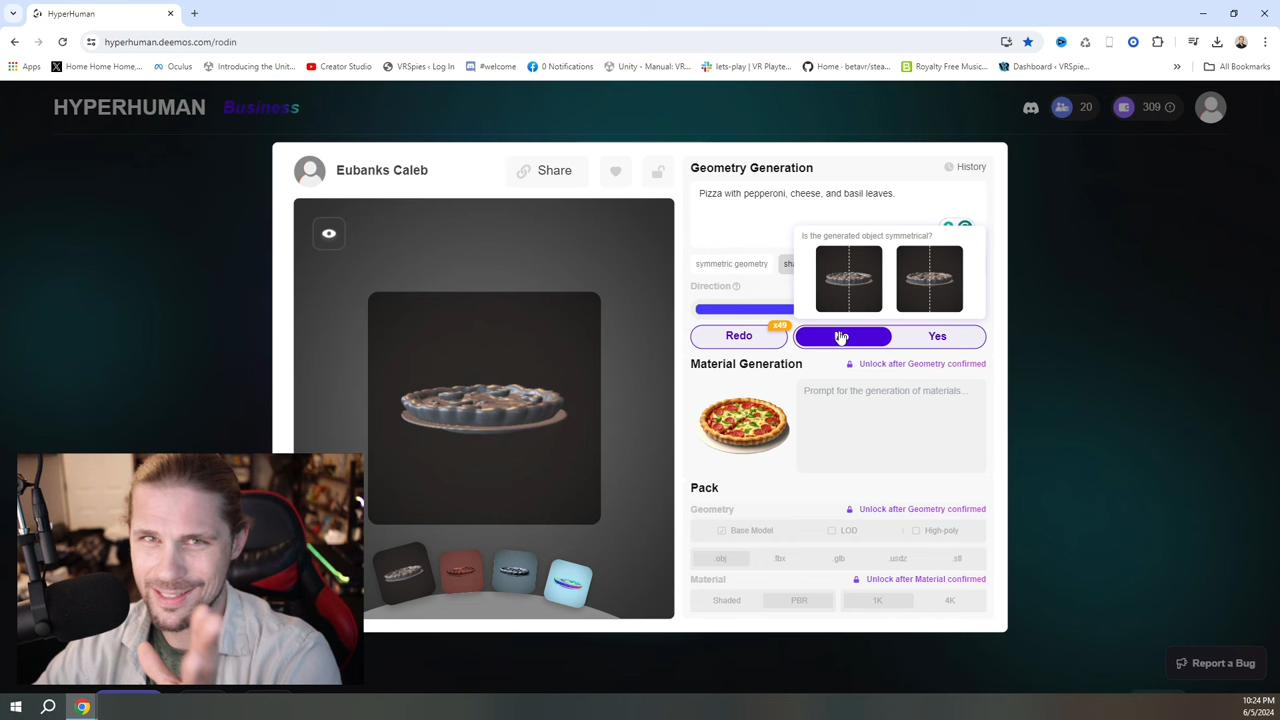 HyperHuman
hyperhuman.deemos.com/rodin
Apps
Home Home Home,...
Oculus
Introducing the Unit...
Creator Studio
VRSpies ‹ Log In
#welcome
0 Notifications
Unity - Manual: VR...
lets-play | VR Playte...
Home · betavr/stea...
Royalty Free Music...
Dashboard ‹ VRSpie...
»
All Bookmarks
HYPERHUMAN Business
20
309
Eubanks Caleb
Share
Geometry Generation
History
Pizza with pepperoni, cheese, and basil leaves.
Is the generated object symmetrical?
symmetric geometry
Direction
Redo
x49
Yes
Material Generation
Unlock after Geometry confirmed
Prompt for the generation of materials...
Pack
Geometry
Unlock after Geometry confirmed
Base Model
LOD
High-poly
.obj
.fbx
.glb
.usdz
.stl
Material
Unlock after Material confirmed
Shaded
PBR
1K
4K
Report a Bug
10:24 PM
6/5/2024